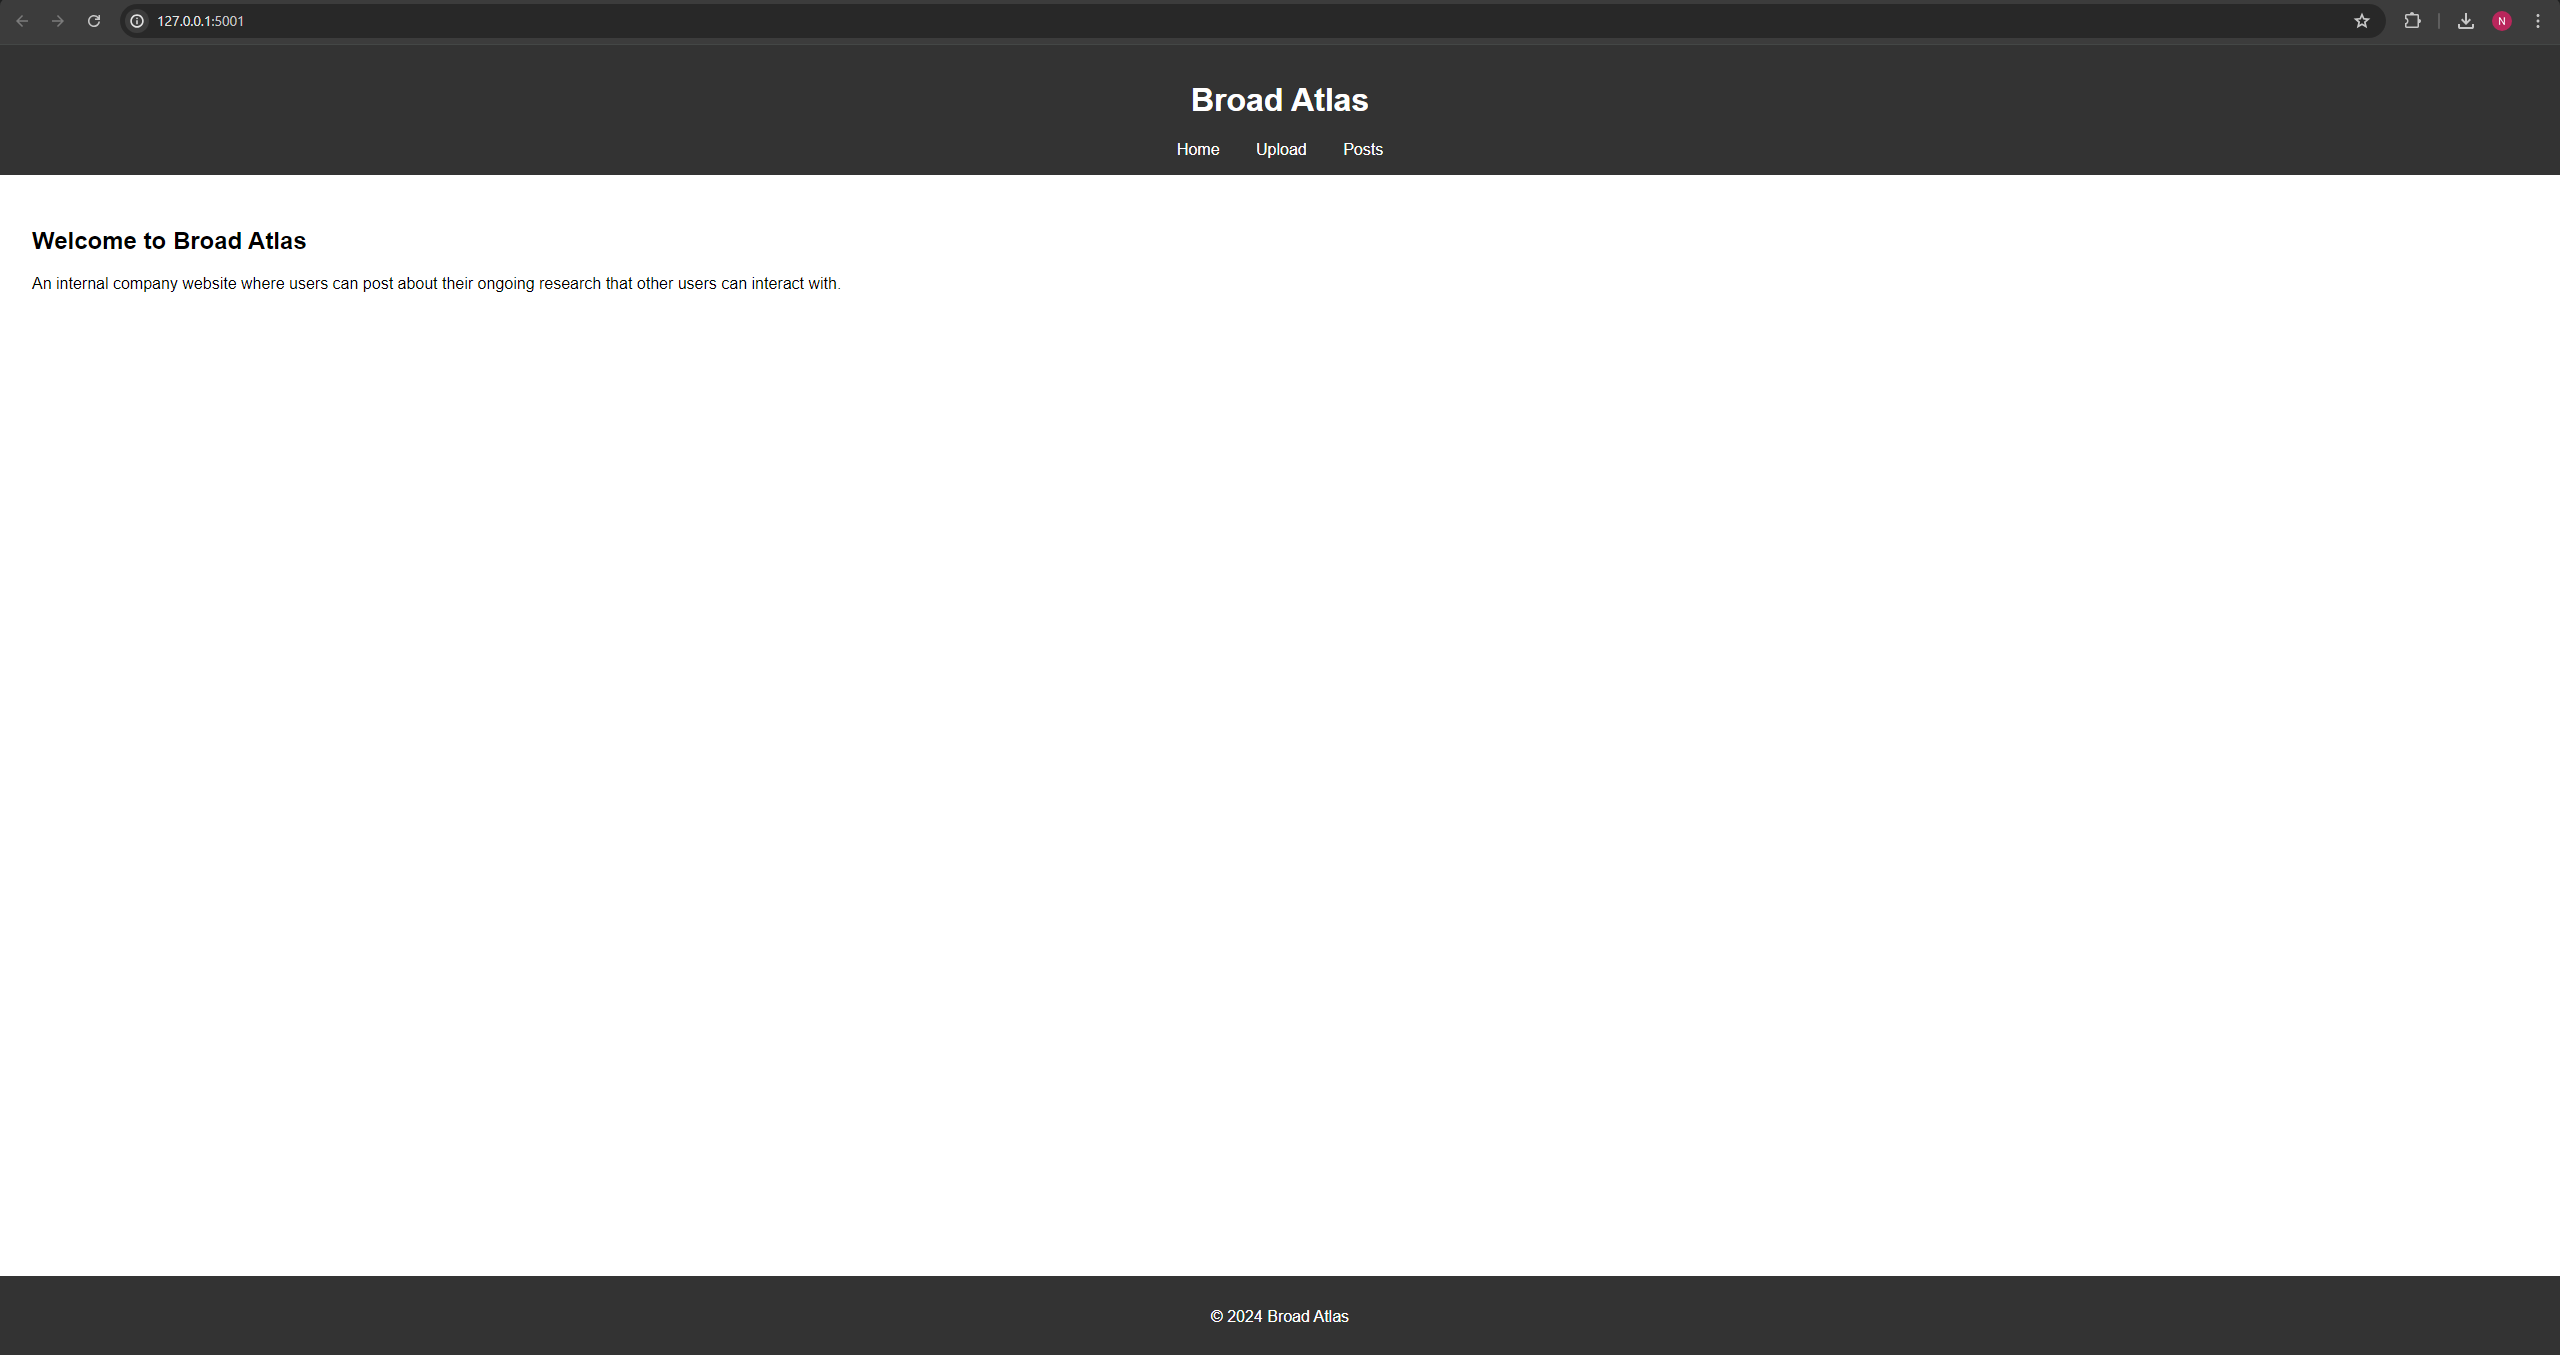 127.0.0.1:5001
N
Broad Atlas
Home Upload Posts
Welcome to Broad Atlas
An internal company website where users can post about their ongoing research that other users can interact with.
© 2024 Broad Atlas